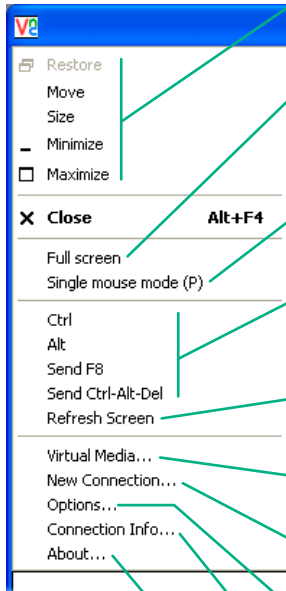 VE
Restore
Move
Size
Minimize
Maximize
Close Alt+F4
Full screen
Single mouse mode (P)
Ctrl
Alt
Send F8
Send Ctrl-Alt-Del
Refresh Screen
Virtual Media...
New Connection...
Options...
Connection Info...
About...